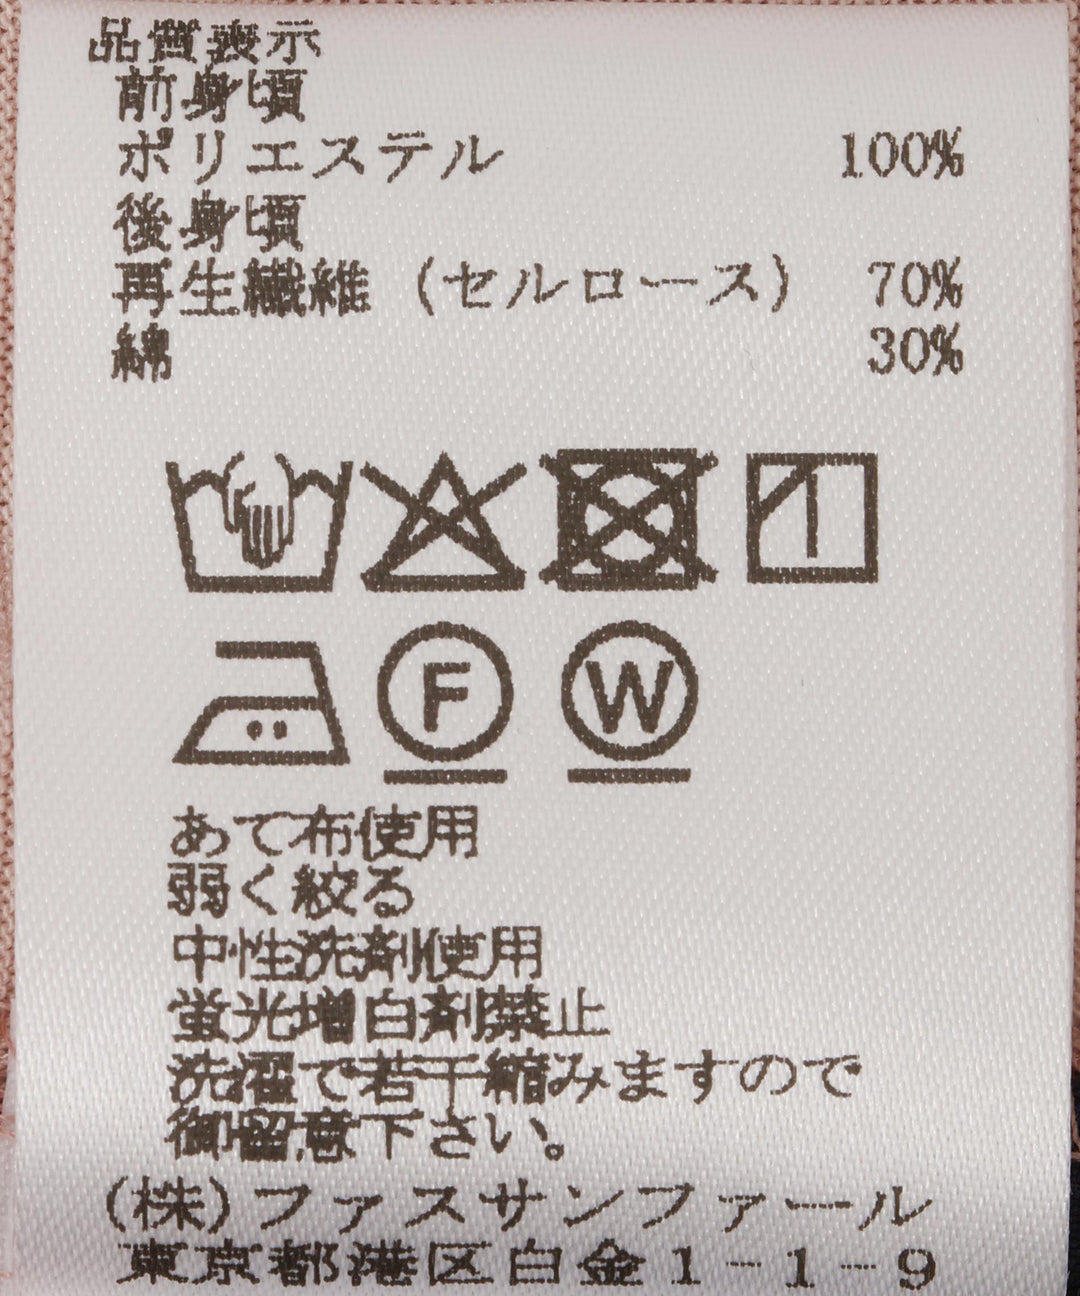 品質表示
前身頃
ポリエステル 100%
後身頃
再生繊維 (セルロース) 70%
綿 30%
F W
あて布使用
弱く絞る
中性洗剤使用
蛍光増白剤禁止
洗濯で若干縮みますので
御留意下さい。
(株)ファスサンファール
東京都港区白金1-1-9